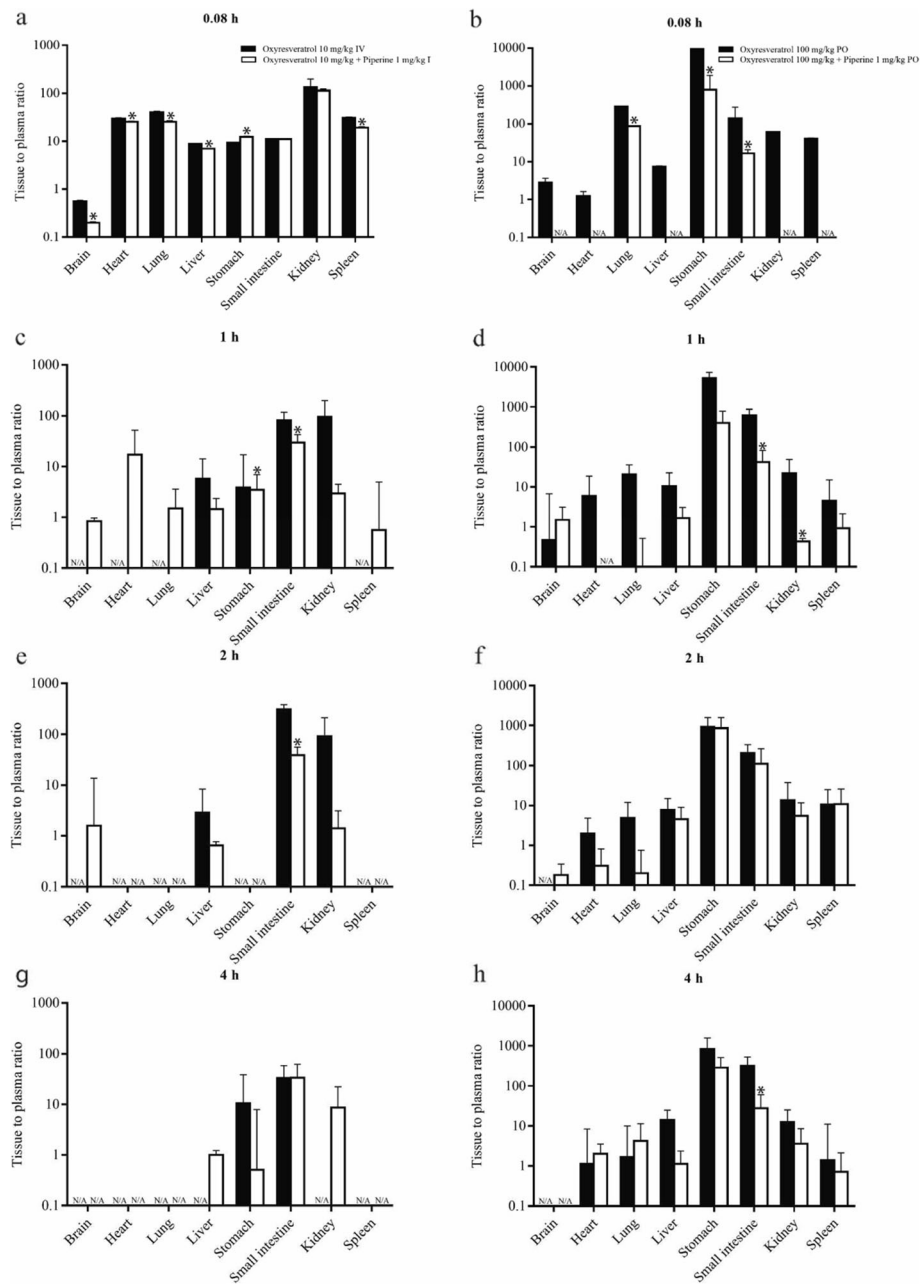 a
0.08 h
Oxyresveratrol 10 mg/kg IV
Oxyresveratrol 10 mg/kg + Piperine 1 mg/kg I
Tissue to plasma ratio
1000
100
10
1
0.1
* * * * * *
Brain Heart Lung Liver Stomach Small intestine Kidney Spleen
b
0.08 h
Oxyresveratrol 100 mg/kg PO
Oxyresveratrol 100 mg/kg + Piperine 1 mg/kg PO
Tissue to plasma ratio
10000
1000
100
10
1
0.1
* * *
N/A N/A N/A N/A N/A
Brain Heart Lung Liver Stomach Small intestine Kidney Spleen
c
1 h
Tissue to plasma ratio
1000
100
10
1
0.1
* *
N/A N/A N/A N/A
Brain Heart Lung Liver Stomach Small intestine Kidney Spleen
d
1 h
Tissue to plasma ratio
10000
1000
100
10
1
0.1
* *
N/A
Brain Heart Lung Liver Stomach Small intestine Kidney Spleen
e
2 h
Tissue to plasma ratio
1000
100
10
1
0.1
*
N/A N/A N/A N/A N/A N/A N/A N/A N/A
Brain Heart Lung Liver Stomach Small intestine Kidney Spleen
f
2 h
Tissue to plasma ratio
10000
1000
100
10
1
0.1
N/A
Brain Heart Lung Liver Stomach Small intestine Kidney Spleen
g
4 h
Tissue to plasma ratio
1000
100
10
1
0.1
N/A N/A N/A N/A N/A N/A N/A N/A N/A N/A
Brain Heart Lung Liver Stomach Small intestine Kidney Spleen
h
4 h
Tissue to plasma ratio
10000
1000
100
10
1
0.1
*
N/A N/A
Brain Heart Lung Liver Stomach Small intestine Kidney Spleen